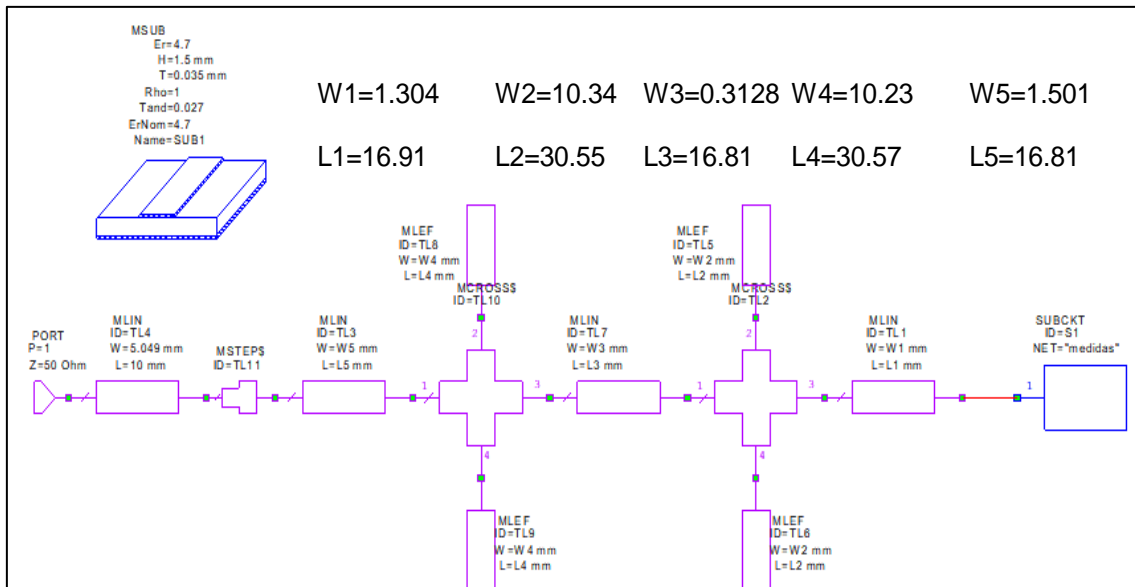 MSUB
Er=4.7
H=1.5 mm
T=0.035 mm
Rho=1
Tand=0.027
ErNom=4.7
Name=SUB1
W1=1.304 W2=10.34 W3=0.3128 W4=10.23 W5=1.501
L1=16.91 L2=30.55 L3=16.81 L4=30.57 L5=16.81
MLEF
ID=TL8
W=W4 mm
L=L4 mm
MLEF
ID=TL5
W=W2 mm
L=L2 mm
MCROSS$
ID=TL10
MCROSS$
ID=TL2
PORT
P=1
Z=50 Ohm
MLIN
ID=TL4
W=5.049 mm
L=10 mm
MSTEP$
ID=TL11
MLIN
ID=TL3
W=W5 mm
L=L5 mm
2
1
3
4
MLIN
ID=TL7
W=W3 mm
L=L3 mm
2
1
3
4
MLIN
ID=TL1
W=W1 mm
L=L1 mm
SUBCKT
ID=S1
NET="medidas"
1
MLEF
ID=TL9
W=W4 mm
L=L4 mm
MLEF
ID=TL6
W=W2 mm
L=L2 mm